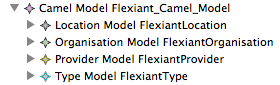 Camel Model Flexiant_Camel_Model
Location Model FlexiantLocation
Organisation Model FlexiantOrganisation
Provider Model FlexiantProvider
Type Model FlexiantType